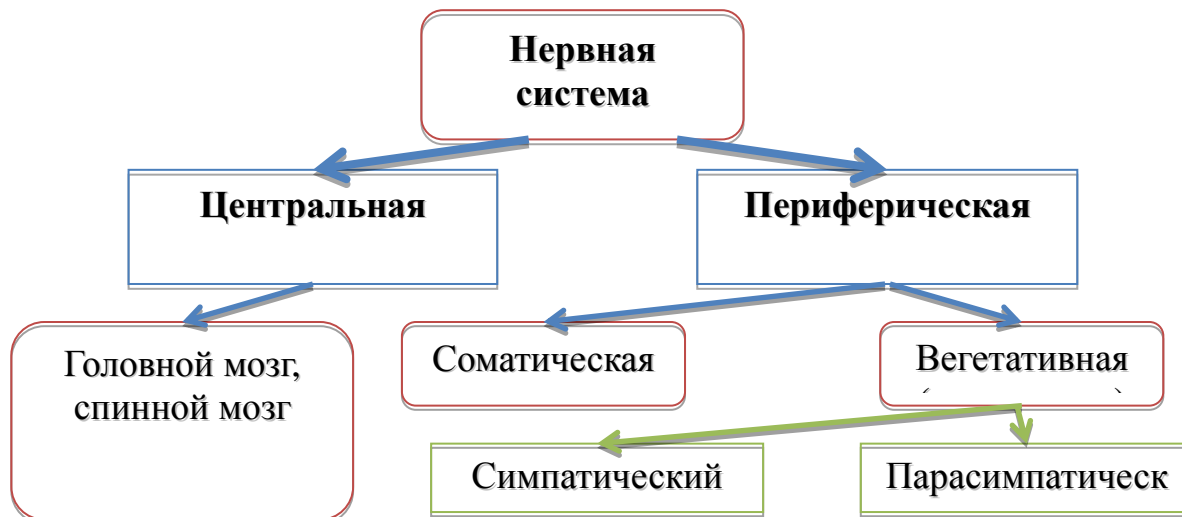 Нервная
система
Центральная
Периферическая
Головной мозг,
спинной мозг
Соматическая
Вегетативная
Симпатический
Парасимпатическ